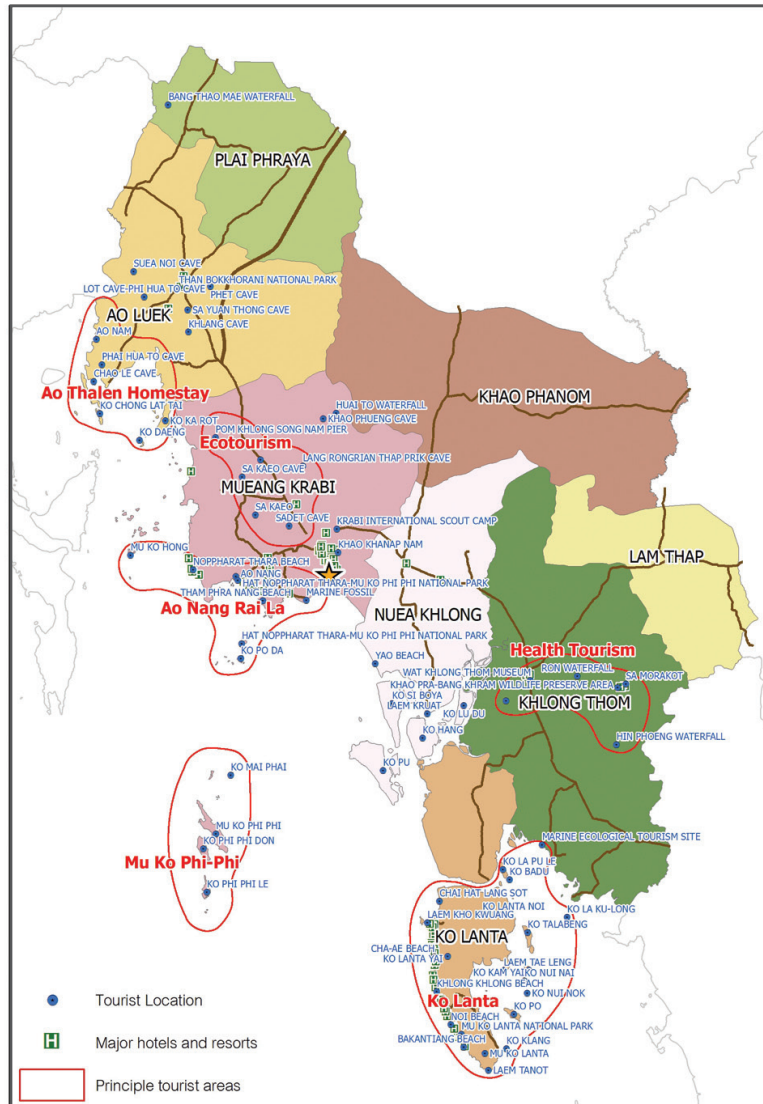 BANG THAO MAE WATERFALL
PLAI PHRAYA
SUEA NOI CAVE
THAN BOKKHORANI NATIONAL PARK
LOT CAVE-PHI HUA TO CAVE
PHET CAVE
SA YUAN THONG CAVE
AO LUEK
KHLANG CAVE
AO NAM
PHAI HUA TO CAVE
CHAO LE CAVE
Ao Thalen Homestay
KHAO PHANOM
KO CHONG LAT TAI
HUAI TO WATERFALL
KO KA ROT
KHAO PHUENG CAVE
POM KHLONG SONG NAM PIER
KO DAENG
Ecotourism
LANG RONGRIAN THAP PRIK CAVE
SA KAEO CAVE
MUEANG KRABI
SA KAEO
SADET CAVE
KRABI INTERNATIONAL SCOUT CAMP
MU KO HONG
KHAO KHANAP NAM
LAM THAP
NOPPHARAT THARA BEACH
AO NANG
HAT NOPPHARAT THARA-MU KO PHI PHI NATIONAL PARK
THAM PHRA NANG BEACH
MARINE FOSSIL
Ao Nang Rai La
NUEA KHLONG
HAT NOPPHARAT THARA-MU KO PHI PHI NATIONAL PARK
KO PO DA
YAO BEACH
Health Tourism
RON WATERFALL
WAT KHLONG THOM MUSEUM
SA MORAKOT
KHAO PRA-BANG KHRAM WILDLIFE PRESERVE AREA
KO SI BOYA
KHLONG THOM
LAEM KRUAT
KO LU DU
KO HANG
HIN PHOENG WATERFALL
KO PU
KO MAI PHAI
MU KO PHI PHI
KO PHI PHI DON
MARINE ECOLOGICAL TOURISM SITE
Mu Ko Phi-Phi
KO LA PU LE
KO BADU
KO PHI PHI LE
CHAI HAT LANG SOT
KO LANTA NOI
KO LA KU-LONG
LAEM KHO KWUANG
KO TALABENG
KO LANTA
CHA-AE BEACH
KO LANTA YAI
LAEM TAE LENG
KO KAM YAI
KO NUI NAI
KHLONG KHLONG BEACH
KO NUI NOK
Ko Lanta
KO PO
NOI BEACH
MU KO LANTA NATIONAL PARK
BAKANTIANG BEACH
KO KLANG
MU KO LANTA
LAEM TANOT
Tourist Location
H Major hotels and resorts
Principle tourist areas